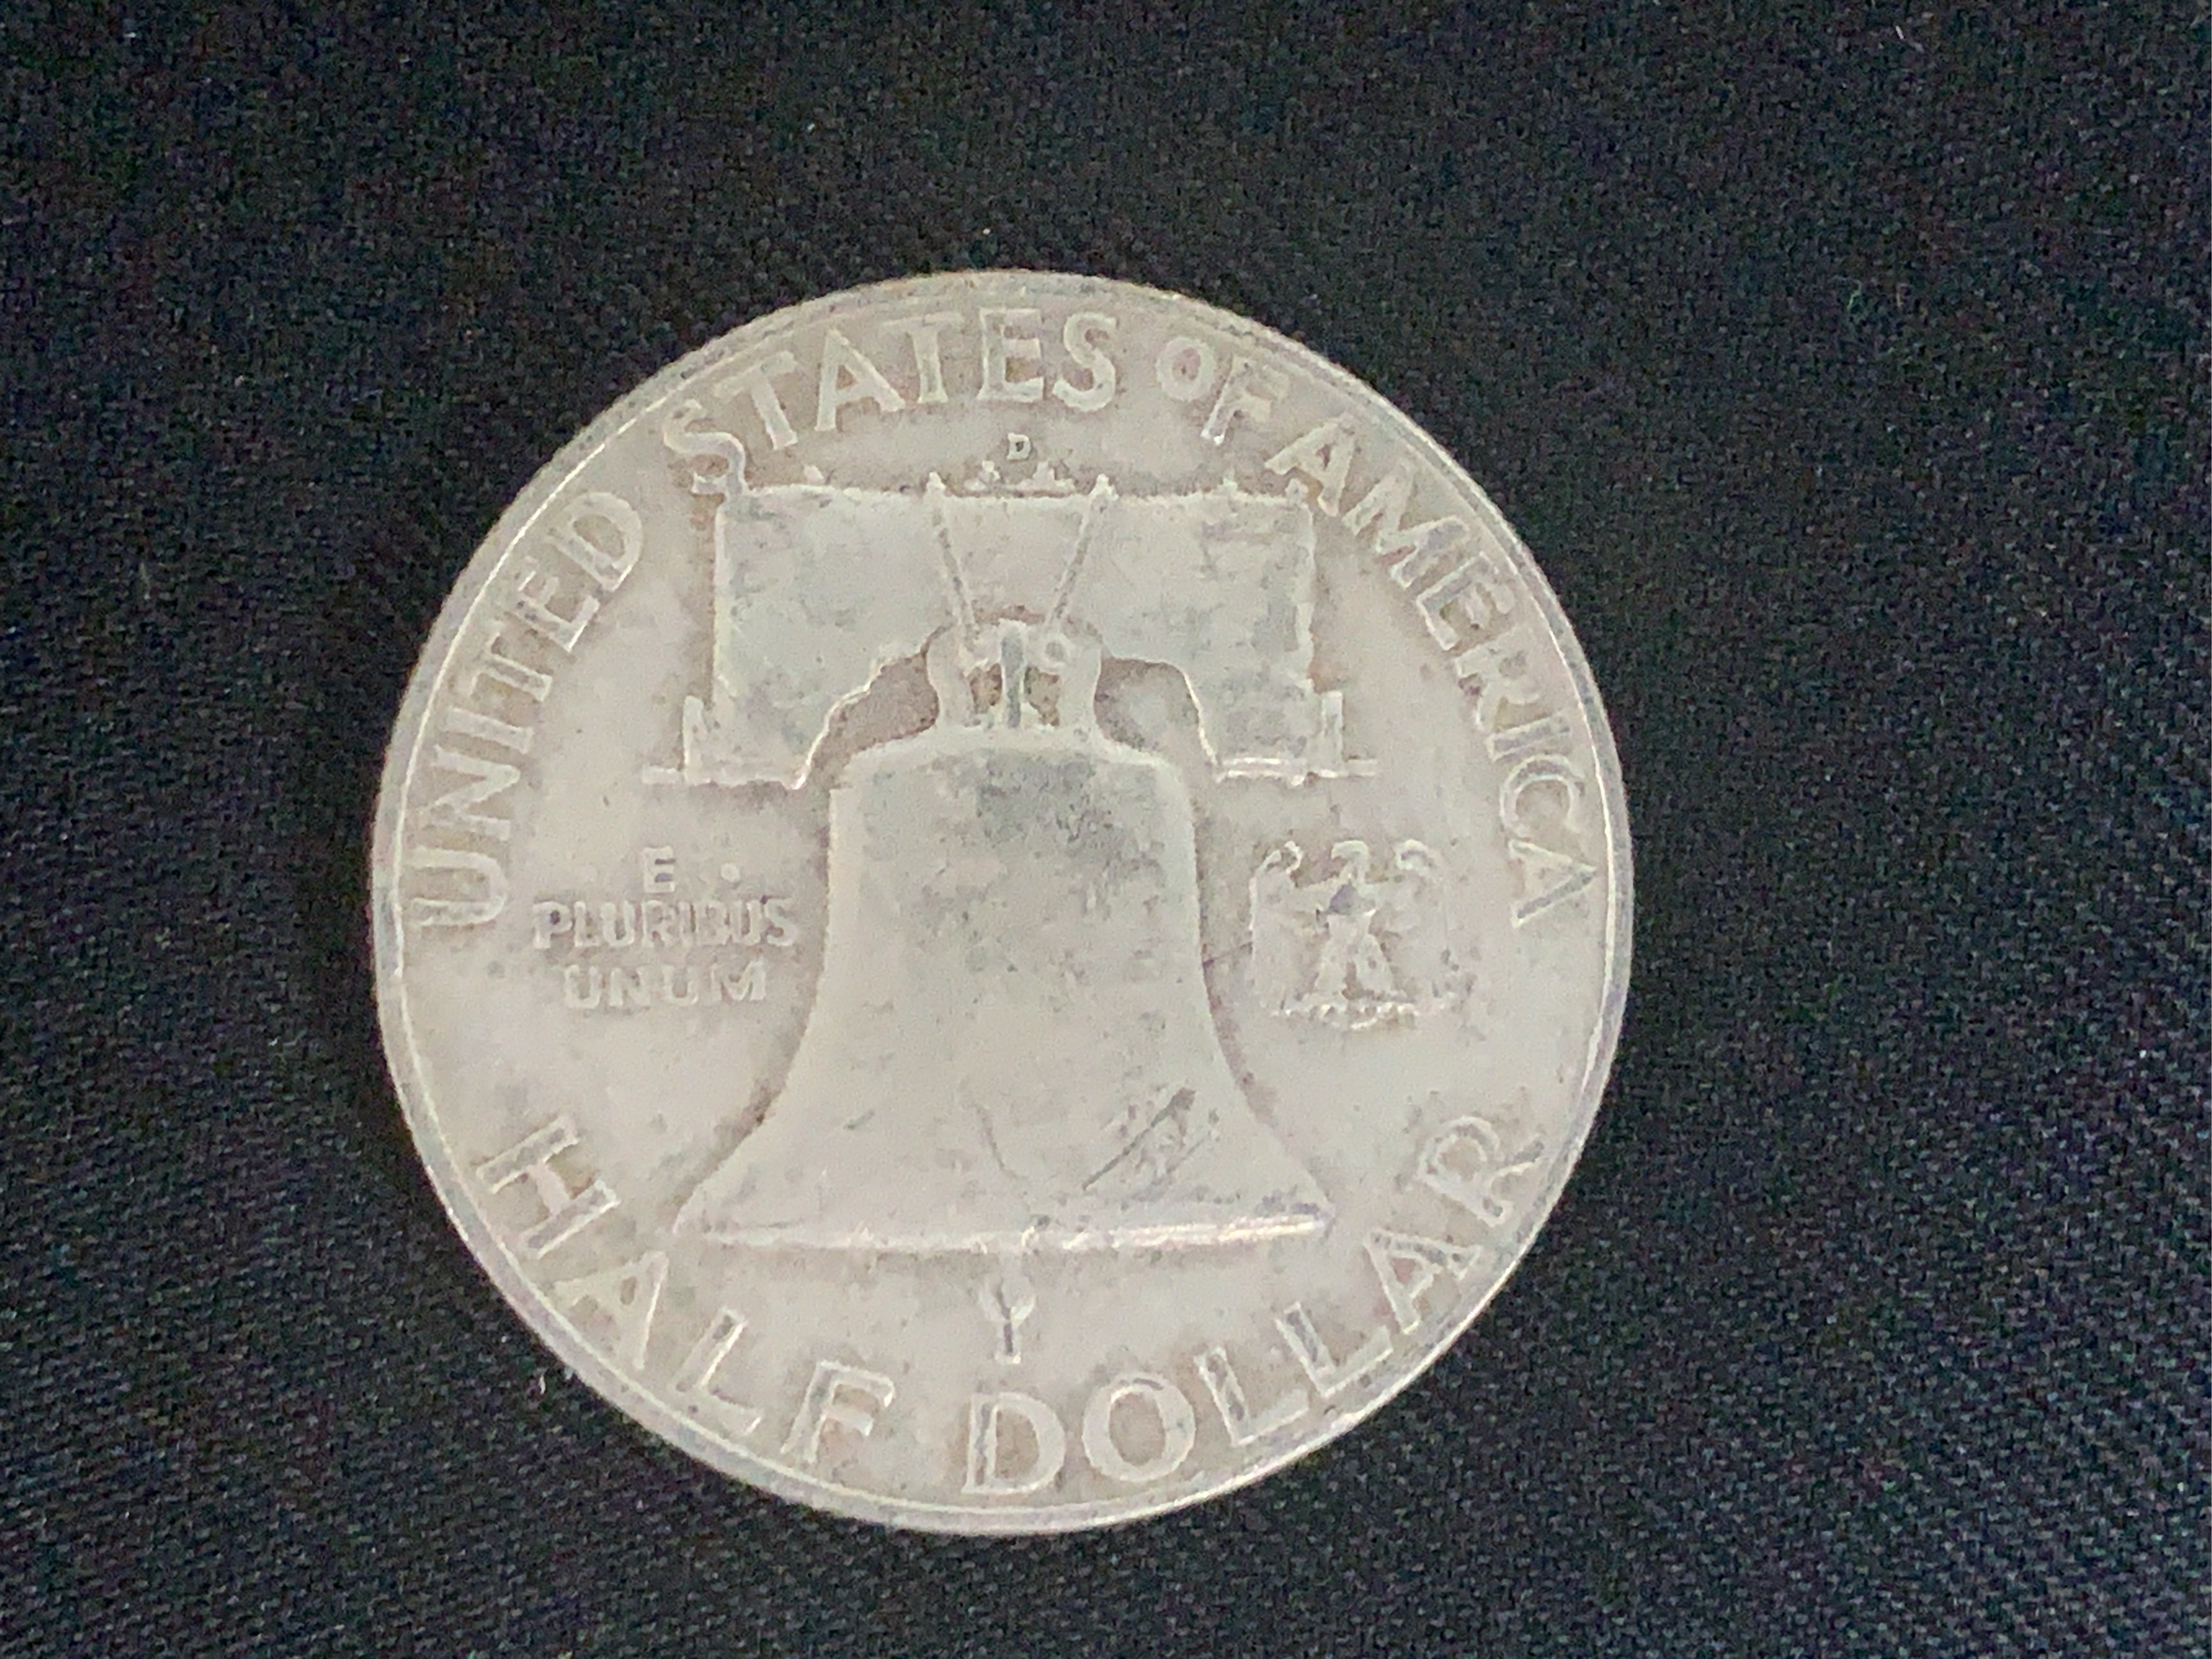 UNITED STATES OF AMERICA
D
E
PLURIBUS
UNUM
HALF DOLLAR